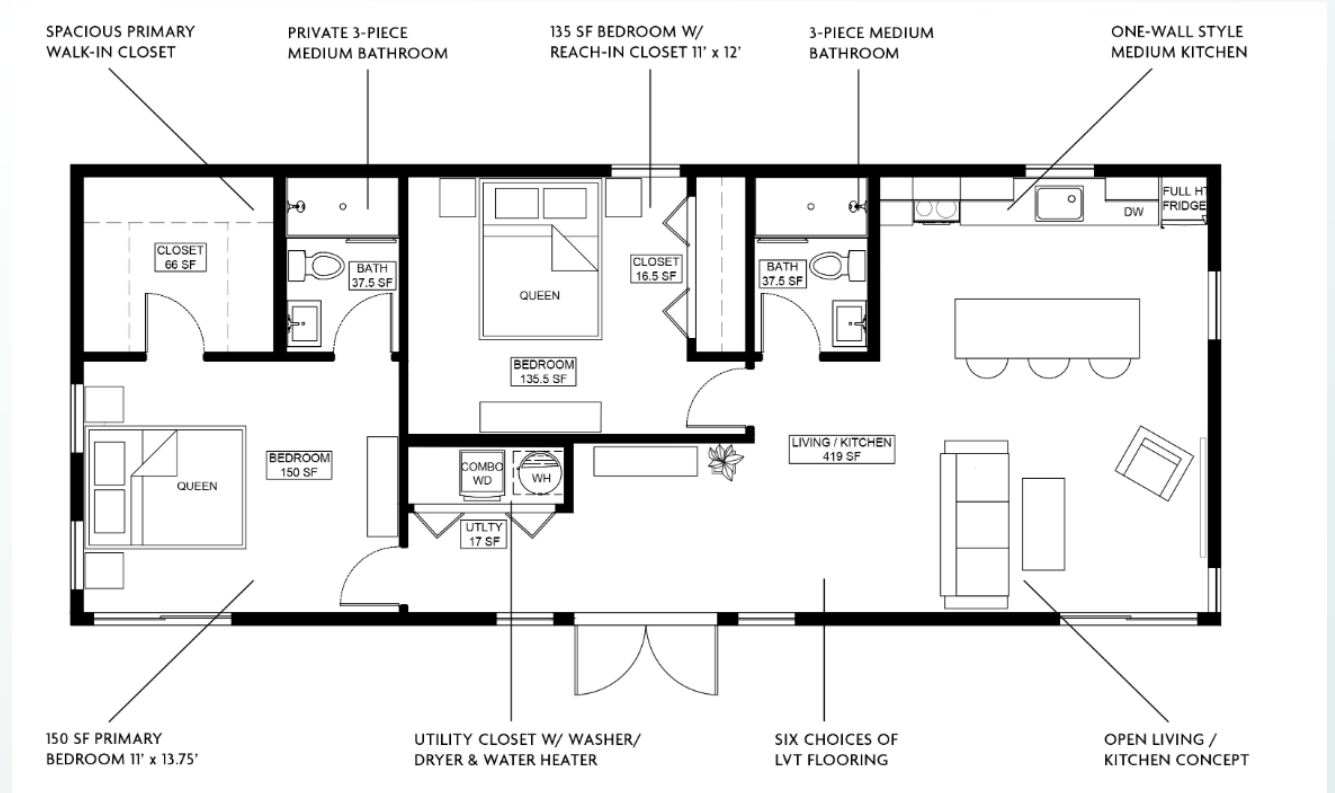 SPACIOUS PRIMARY
WALK-IN CLOSET
PRIVATE 3-PIECE
MEDIUM BATHROOM
135 SF BEDROOM W/
REACH-IN CLOSET 11' x 12'
3-PIECE MEDIUM
BATHROOM
ONE-WALL STYLE
MEDIUM KITCHEN
FULL HT
FRIDGE
DW
CLOSET
66 SF
BATH
37.5 SF
QUEEN
CLOSET
16.5 SF
BATH
37.5 SF
BEDROOM
135.5 SF
LIVING / KITCHEN
419 SF
BEDROOM
150 SF
QUEEN
COMBO
WD
WH
UTLTY
17 SF
150 SF PRIMARY
BEDROOM 11' x 13.75'
UTILITY CLOSET W/ WASHER/
DRYER & WATER HEATER
SIX CHOICES OF
LVT FLOORING
OPEN LIVING /
KITCHEN CONCEPT